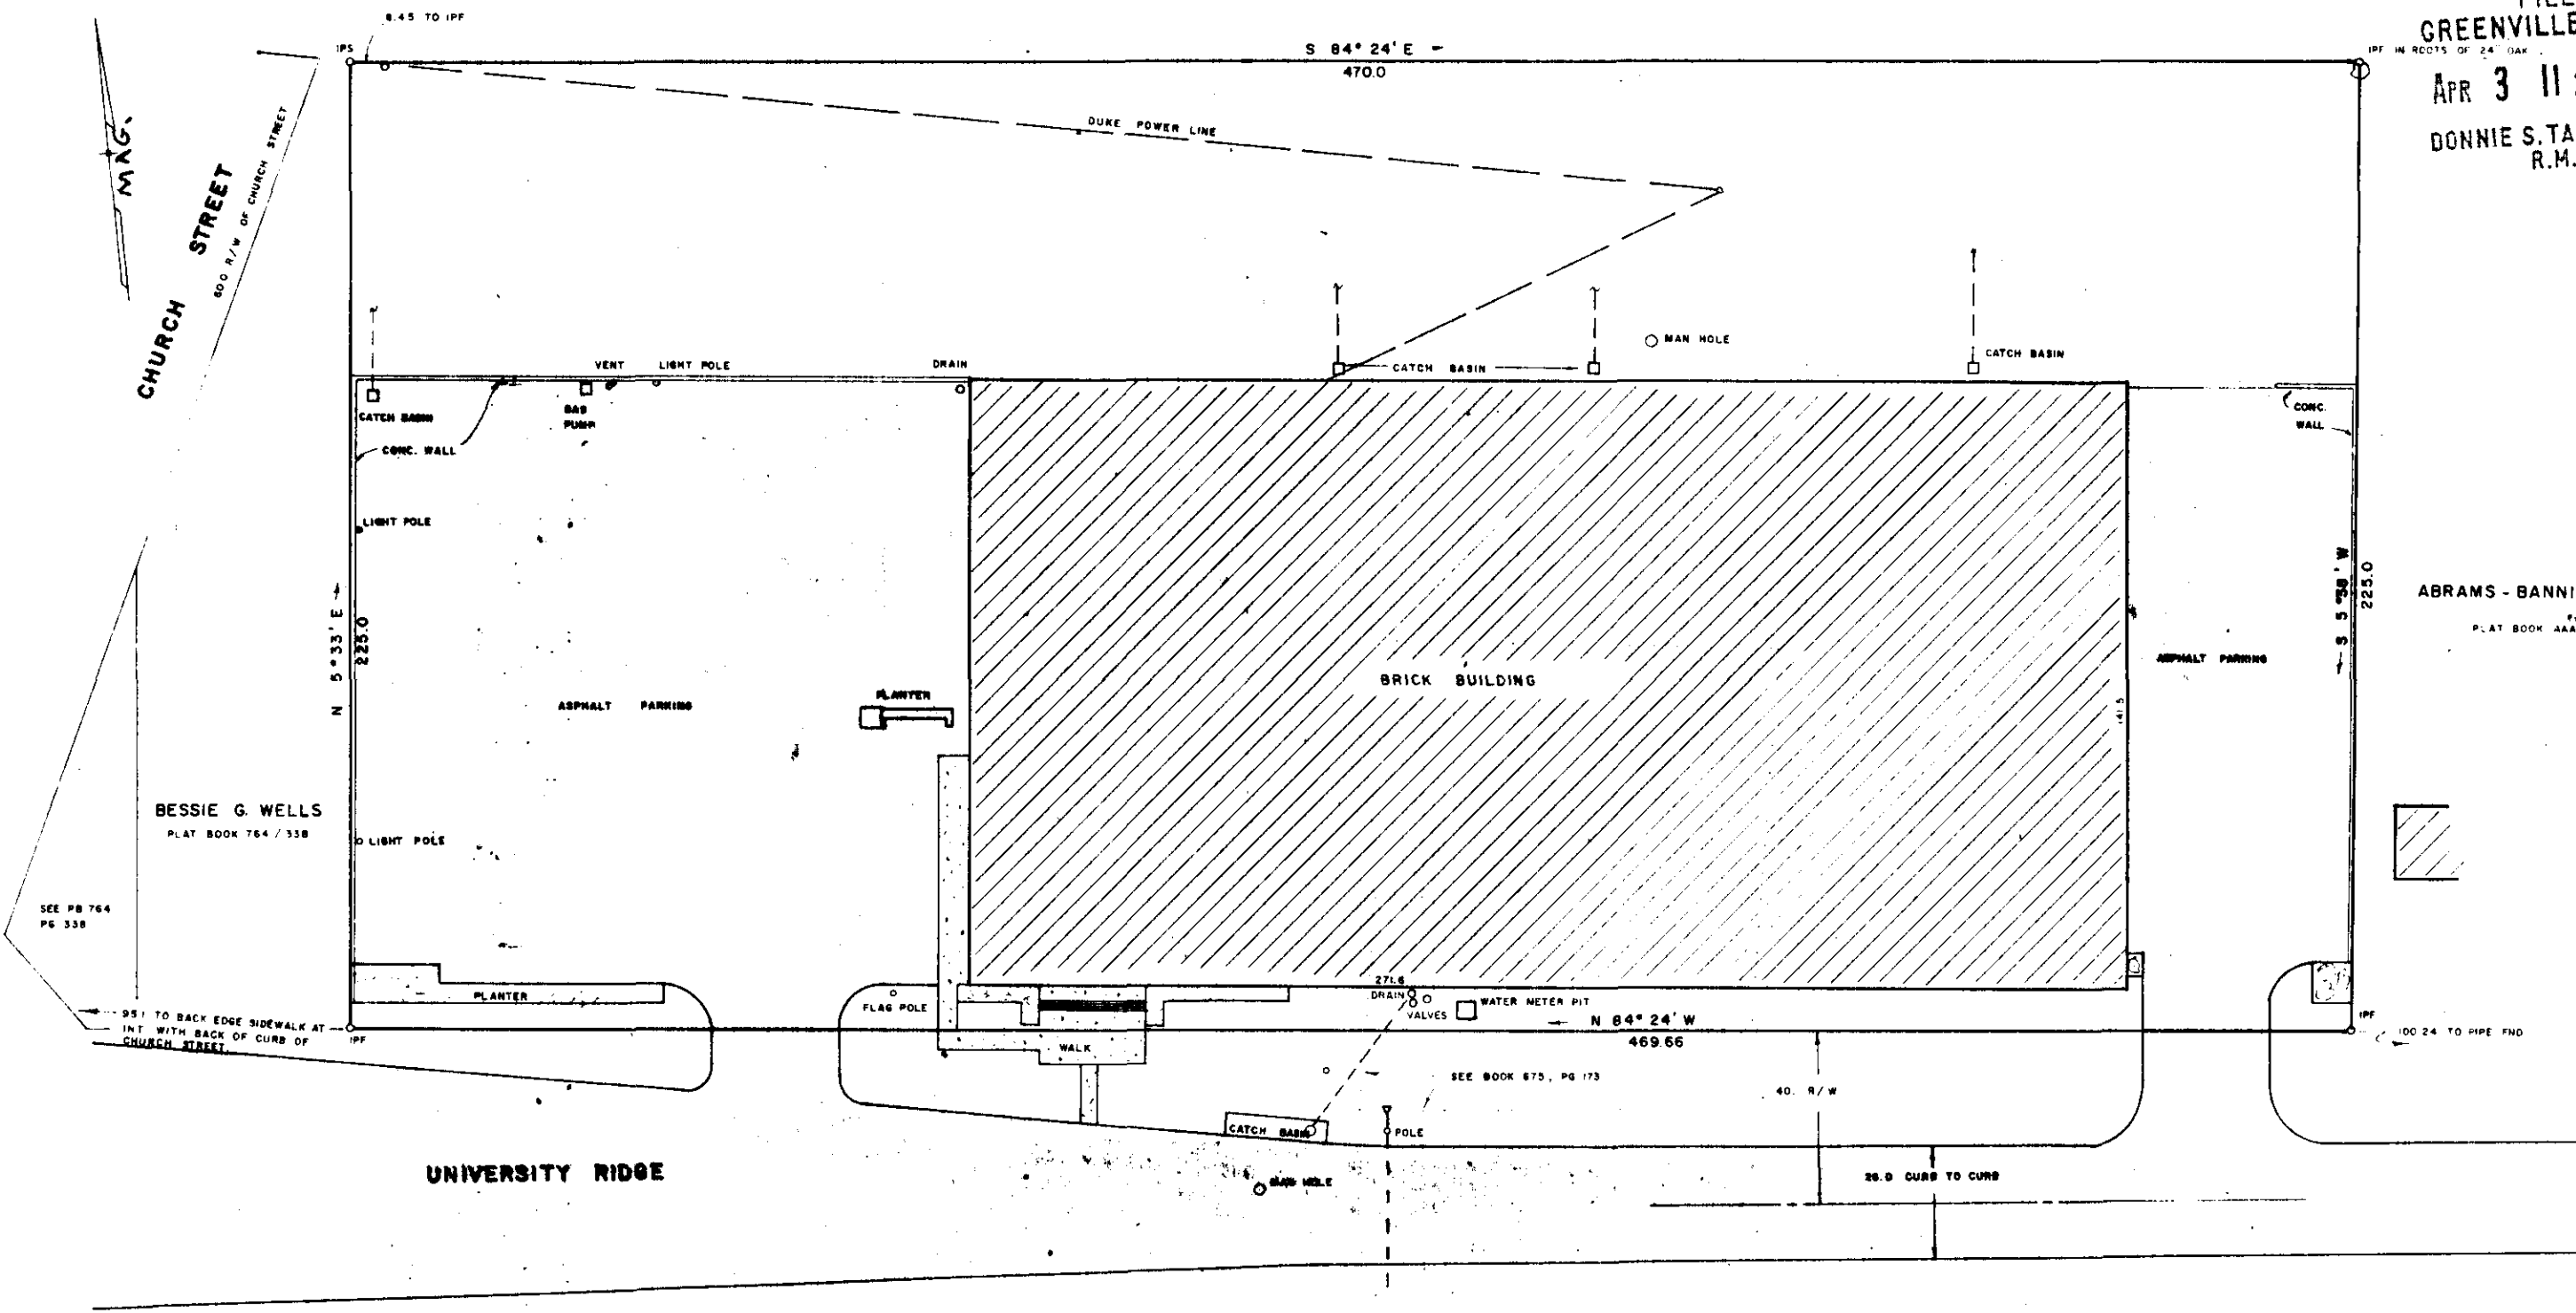 8.45 TO IPF
IPS
S 84° 24' E
470.0
GREENVILLE
IPF IN ROOTS OF 24" OAK
APR 3 11
DONNIE S. TA
R.M.
MAG.
CHURCH STREET
60.0 R/W OF CHURCH STREET
DUKE POWER LINE
MAN HOLE
CATCH BASIN
CATCH BASIN
VENT
LIGHT POLE
DRAIN
CATCH BASIN
GAS
PUMP
CONC. WALL
CONC.
WALL
LIGHT POLE
N 5° 33' E
225.0
S 5° 58' W
225.0
ABRAMS - BANNI
PLAT BOOK AAA
BRICK BUILDING
ASPHALT PARKING
ASPHALT PARKING
PLANTER
141.5
BESSIE G. WELLS
PLAT BOOK 764 / 338
LIGHT POLE
SEE PB 764
PG 338
PLANTER
FLAG POLE
271.6
DRAIN
VALVES
WATER METER PIT
N 84° 24' W
469.66
IPF
100.24 TO PIPE FND
95.1 TO BACK EDGE SIDEWALK AT
INT. WITH BACK OF CURB OF
CHURCH STREET
IPF
WALK
SEE BOOK 675, PG 173
40. R/W
CATCH BASIN
POLE
UNIVERSITY RIDGE
MAN HOLE
26.0 CURB TO CURB